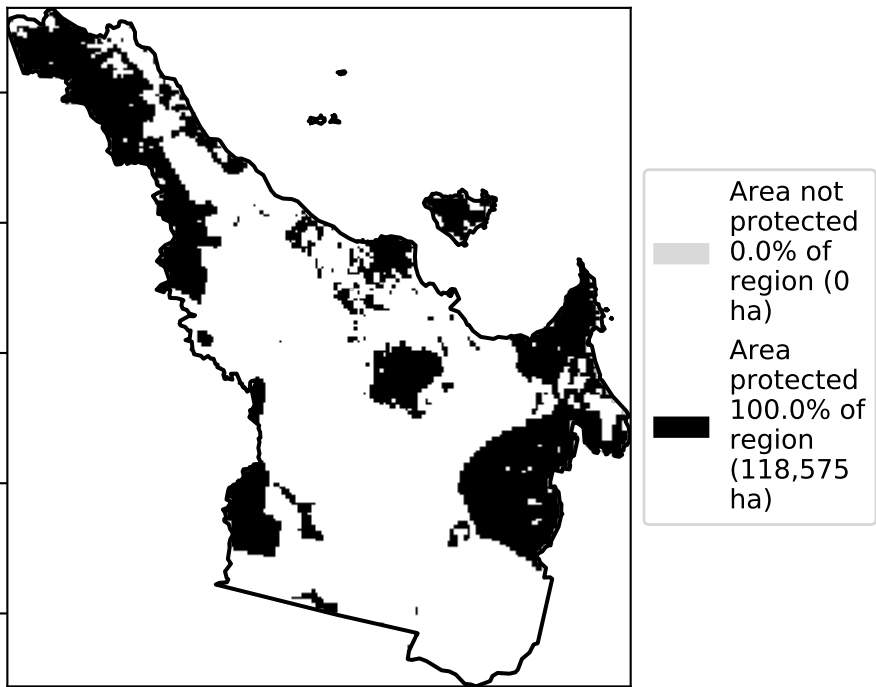 Area not
protected
0.0% of
region (0
ha)
Area
protected
100.0% of
region
(118,575
ha)